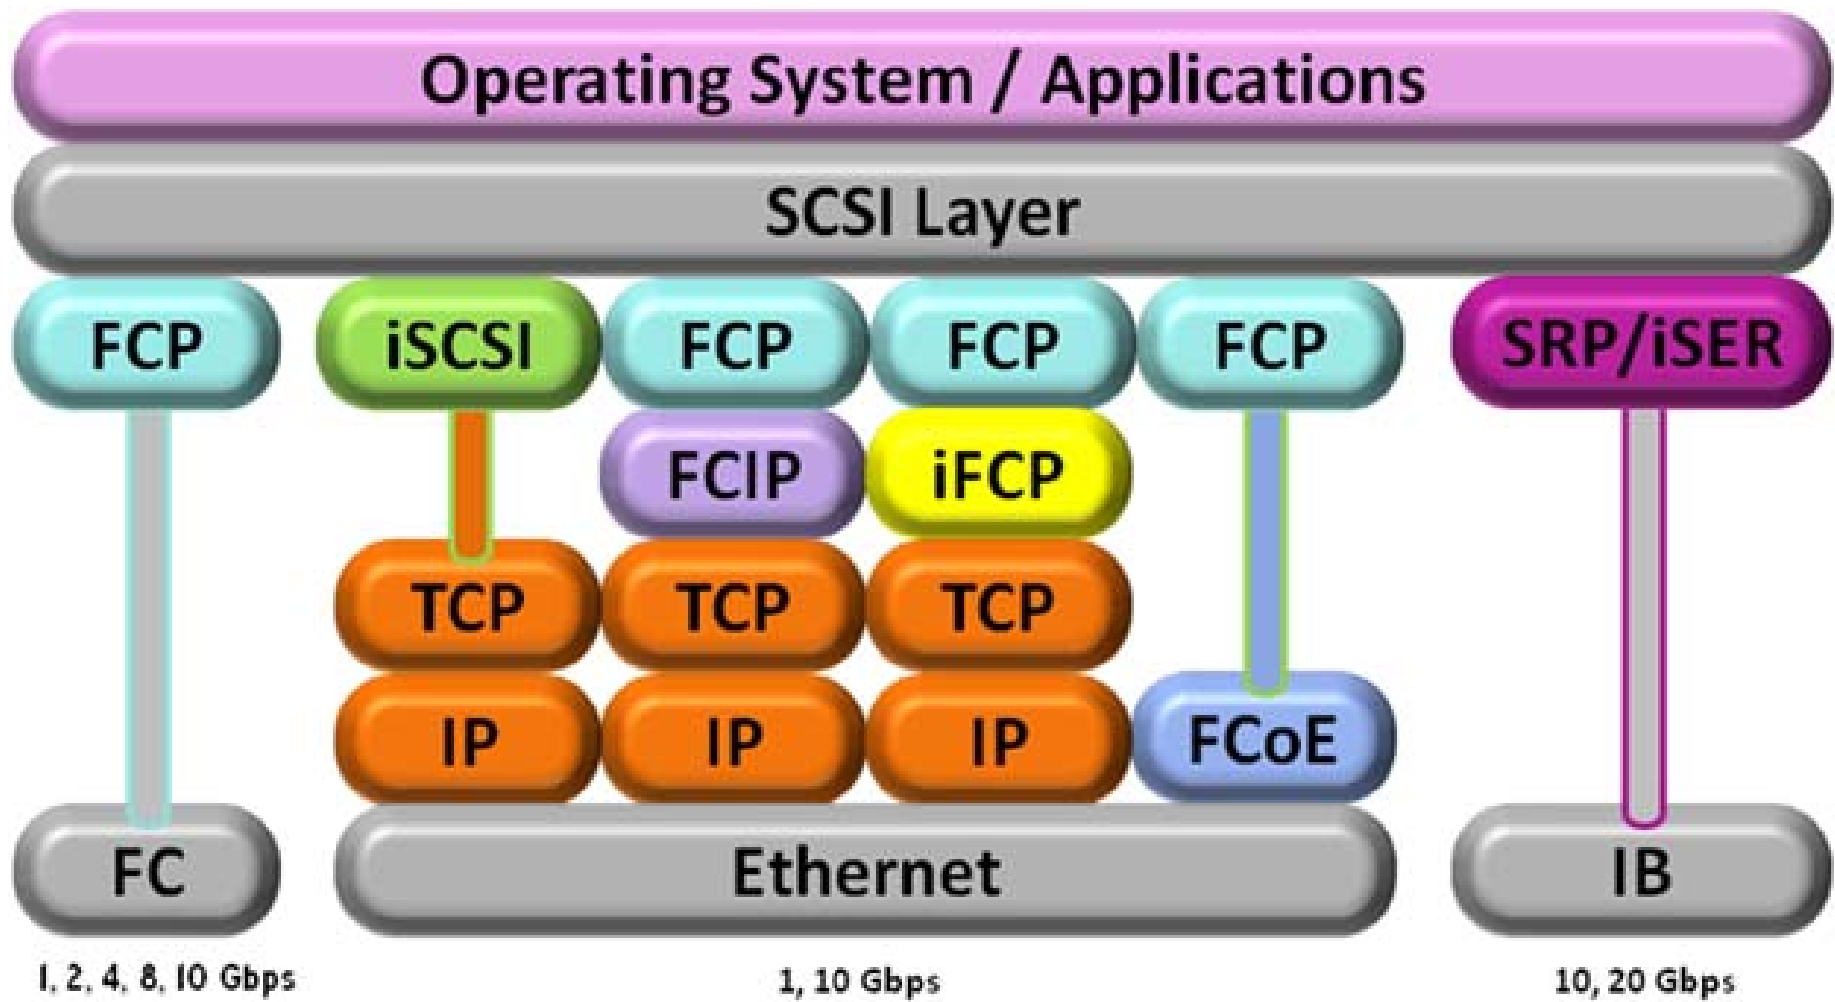 Operating System / Applications
SCSI Layer
FCP iSCSI FCP FCP FCP SRP/iSER
FCIP iFCP
TCP TCP TCP
IP IP IP FCoE
FC Ethernet IB
1, 2, 4, 8, 10 Gbps 1, 10 Gbps 10, 20 Gbps